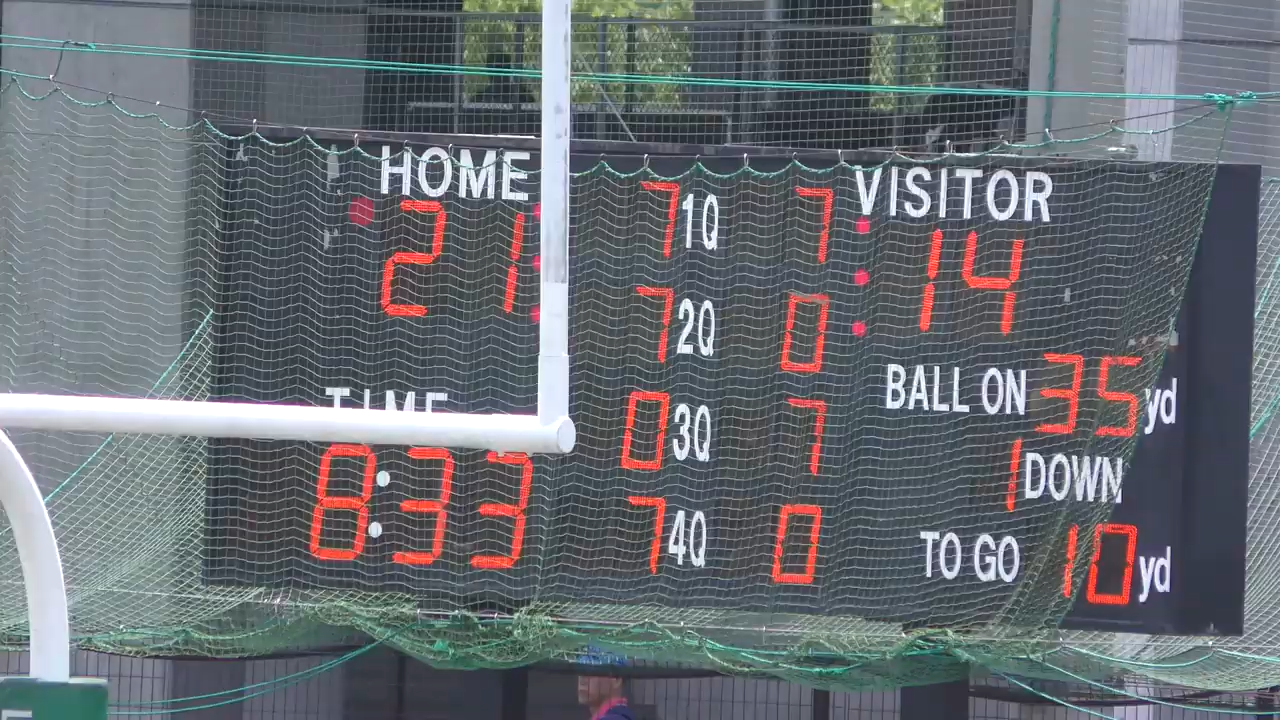 HOME
VISITOR
21
7 1Q 7
14
7 2Q 0
BALL ON 35 yd
TIME
0 3Q 7
1 DOWN
8:33
7 4Q 0
TO GO 10 yd